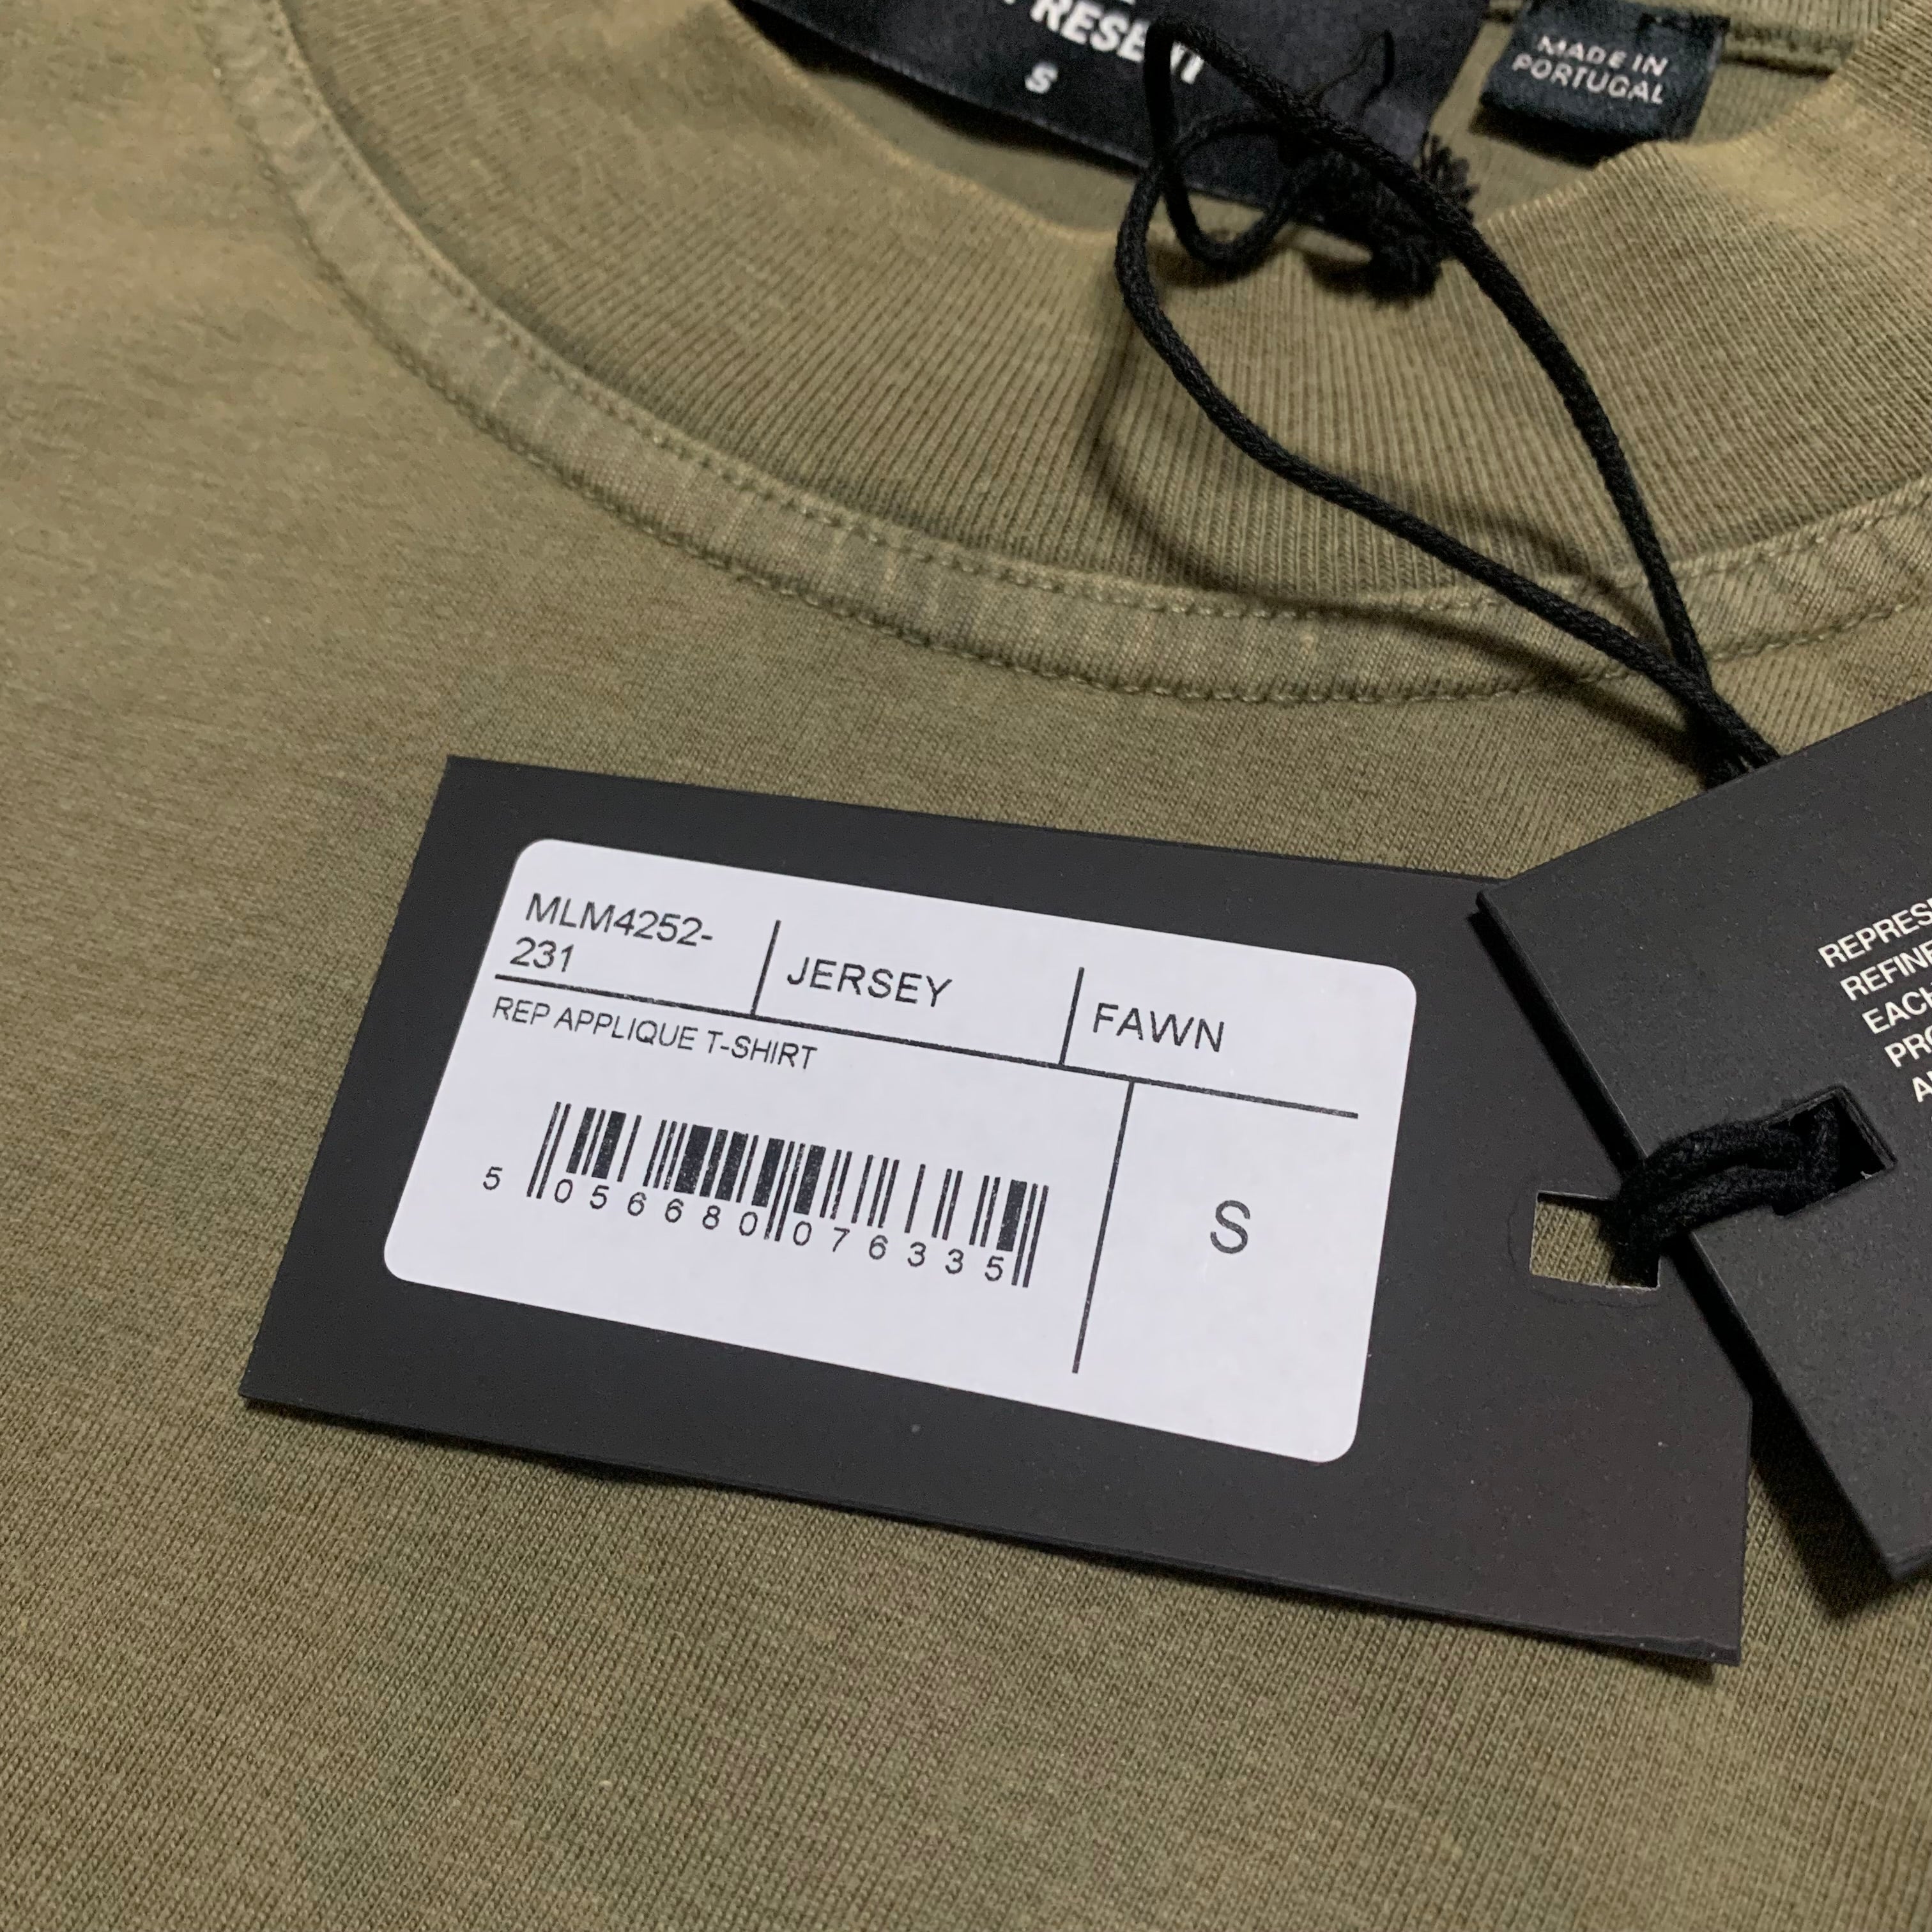 S
MADE IN
PORTUGAL
MLM4252-
231
JERSEY
FAWN
REP APPLIQUE T-SHIRT
5 056680 076335
S